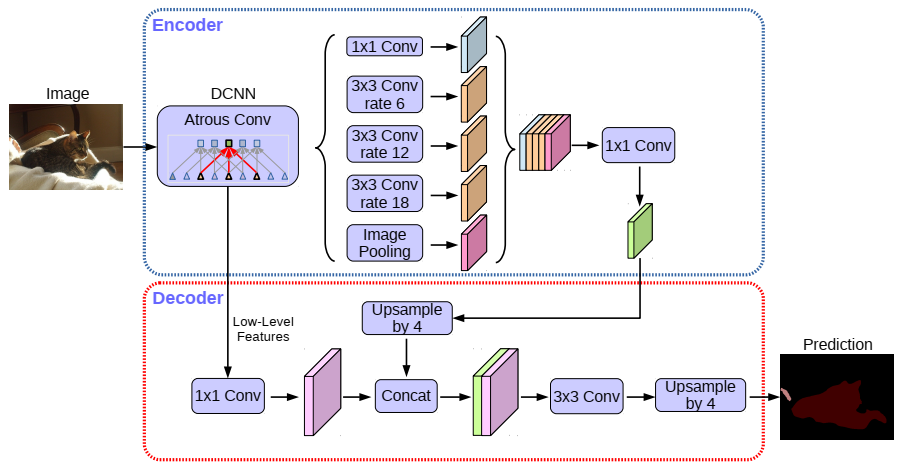 Encoder
Image
DCNN
Atrous Conv
1x1 Conv
3x3 Conv
rate 6
3x3 Conv
rate 12
3x3 Conv
rate 18
Image
Pooling
1x1 Conv
Decoder
Low-Level
Features
Upsample
by 4
1x1 Conv
Concat
3x3 Conv
Upsample
by 4
Prediction